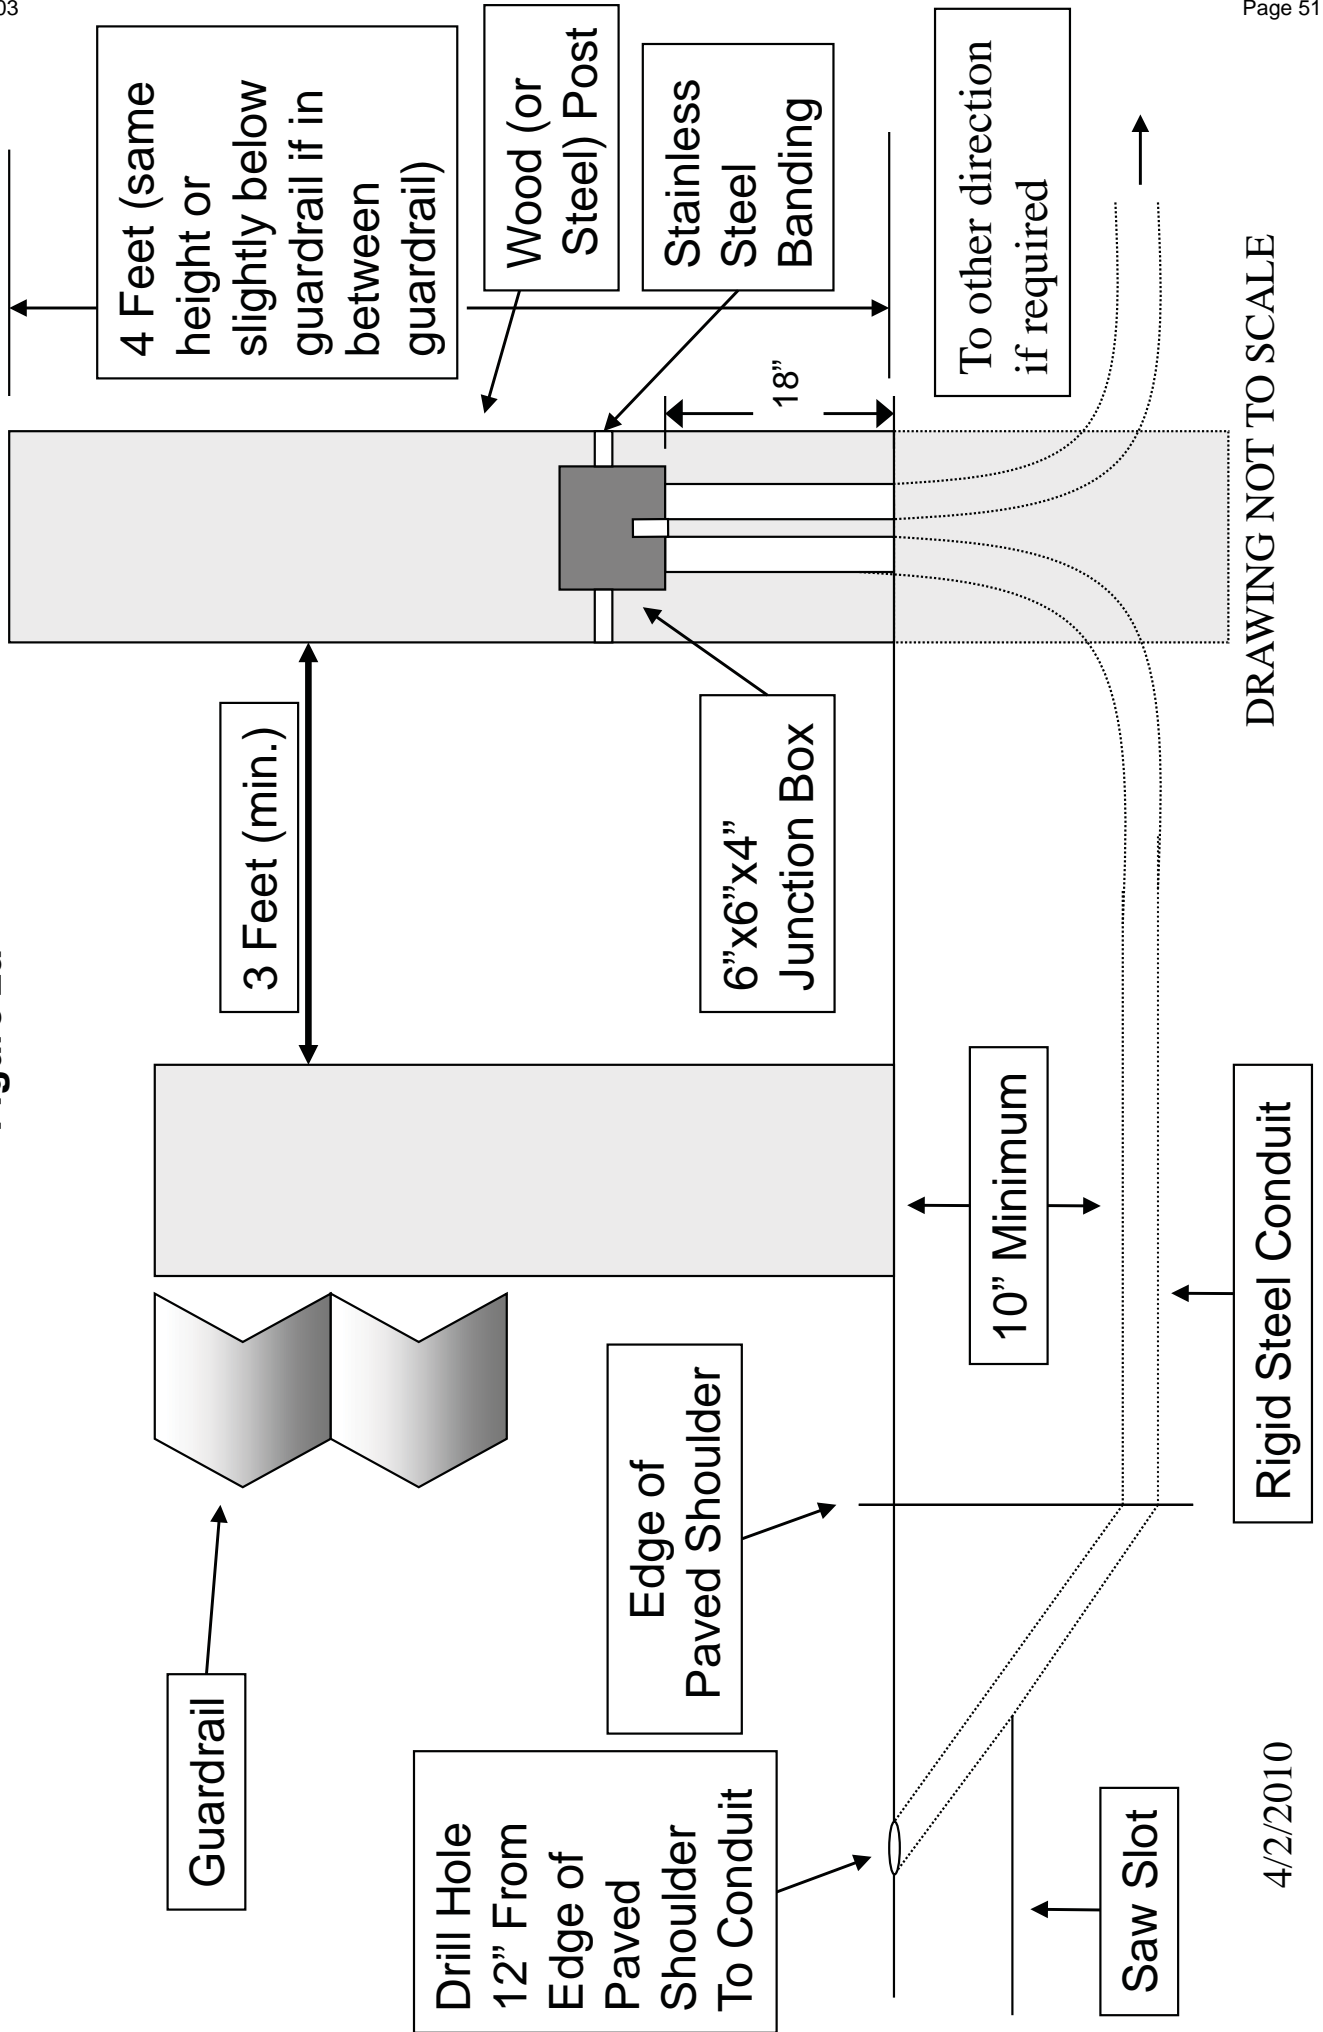 03
Page 51
4 Feet (same
height or
slightly below
guardrail if in
between
guardrail)
Guardrail
3 Feet (min.)
Wood (or
Steel) Post
Drill Hole
12” From
Edge of
Paved
Shoulder
To Conduit
Edge of
Paved Shoulder
6”x6”x4”
Junction Box
Stainless
Steel
Banding
18”
10” Minimum
To other direction
if required
Saw Slot
Rigid Steel Conduit
4/2/2010
DRAWING NOT TO SCALE